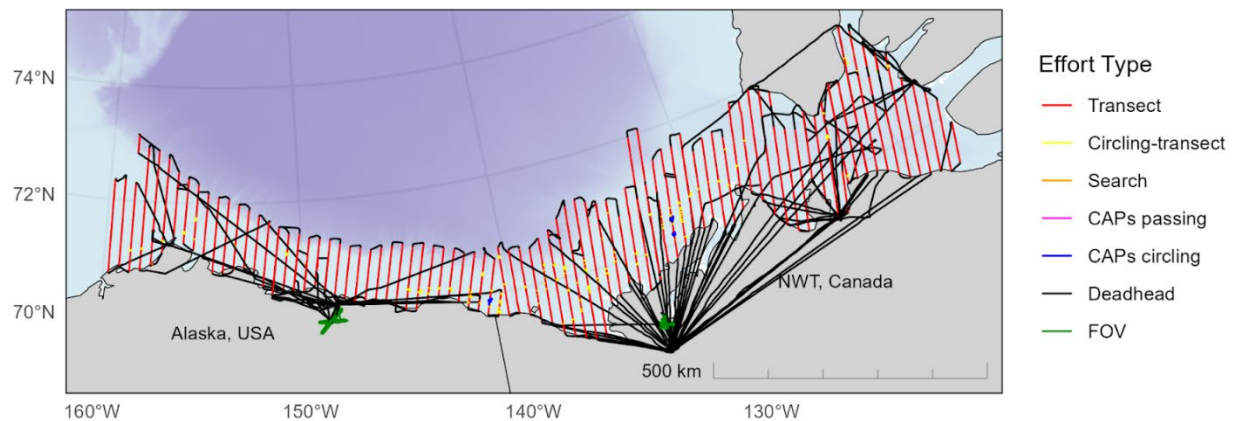 74°N
72°N
70°N
Alaska, USA
NWT, Canada
500 km
160°W
150°W
140°W
130°W
Effort Type
Transect
Circling-transect
Search
CAPs passing
CAPs circling
Deadhead
FOV